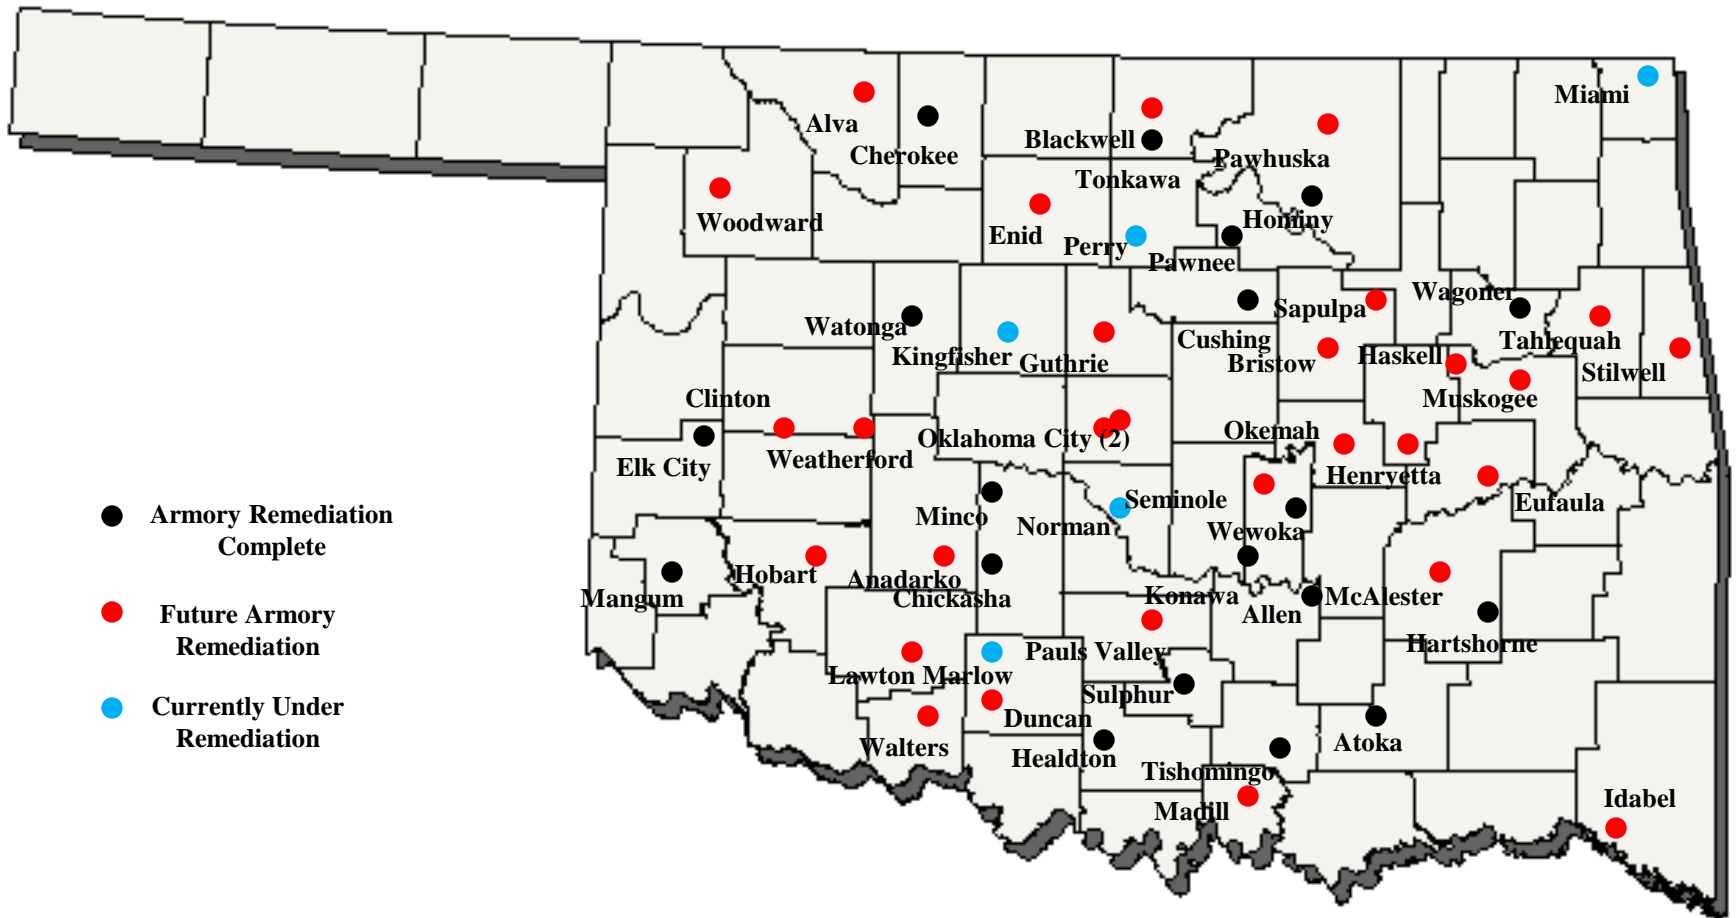 Miami
Alva
Blackwell
Cherokee
Pawhuska
Tonkawa
Woodward
Hominy
Enid
Perry
Pawnee
Wagoner
Sapulpa
Watonga
Cushing
Tahlequah
Kingfisher
Guthrie
Bristow
Haskell
Stilwell
Clinton
Muskogee
Oklahoma City (2)
Okemah
Weatherford
Elk City
Henryetta
Seminole
Eufaula
Minco
Norman
Wewoka
Armory Remediation
Complete
Hobart
Anadarko
Mangum
Chickasha
Konawa
McAlester
Allen
Future Armory
Remediation
Hartshorne
Pauls Valley
Lawton
Marlow
Sulphur
Currently Under
Remediation
Duncan
Walters
Healdton
Atoka
Tishomingo
Madill
Idabel